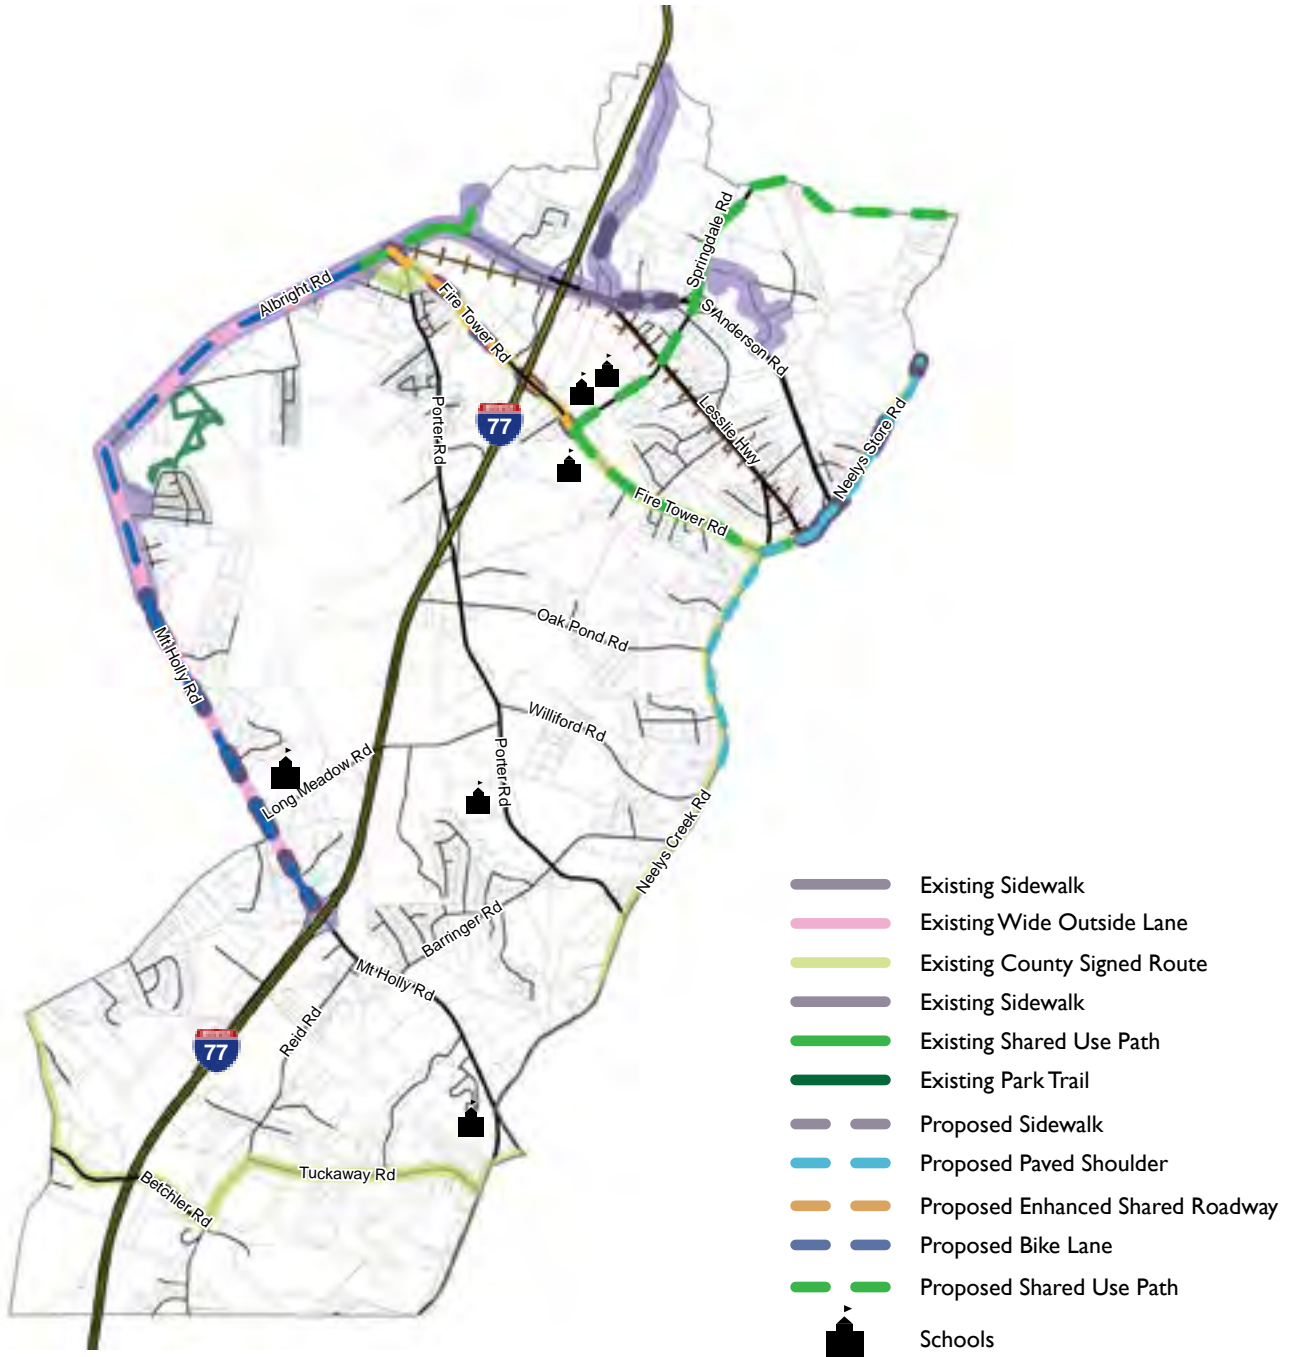 Springdale Rd
Albright Rd
Fire Tower Rd
S Anderson Rd
Porter Rd
77
Lesslie Hwy
Neelys Store Rd
Fire Tower Rd
Oak Pond Rd
Mt Holly Rd
Williford Rd
Long Meadow Rd
Porter Rd
Neelys Creek Rd
Barringer Rd
Mt Holly Rd
Reid Rd
77
Tuckaway Rd
Betchler Rd
Existing Sidewalk
Existing Wide Outside Lane
Existing County Signed Route
Existing Sidewalk
Existing Shared Use Path
Existing Park Trail
Proposed Sidewalk
Proposed Paved Shoulder
Proposed Enhanced Shared Roadway
Proposed Bike Lane
Proposed Shared Use Path
Schools